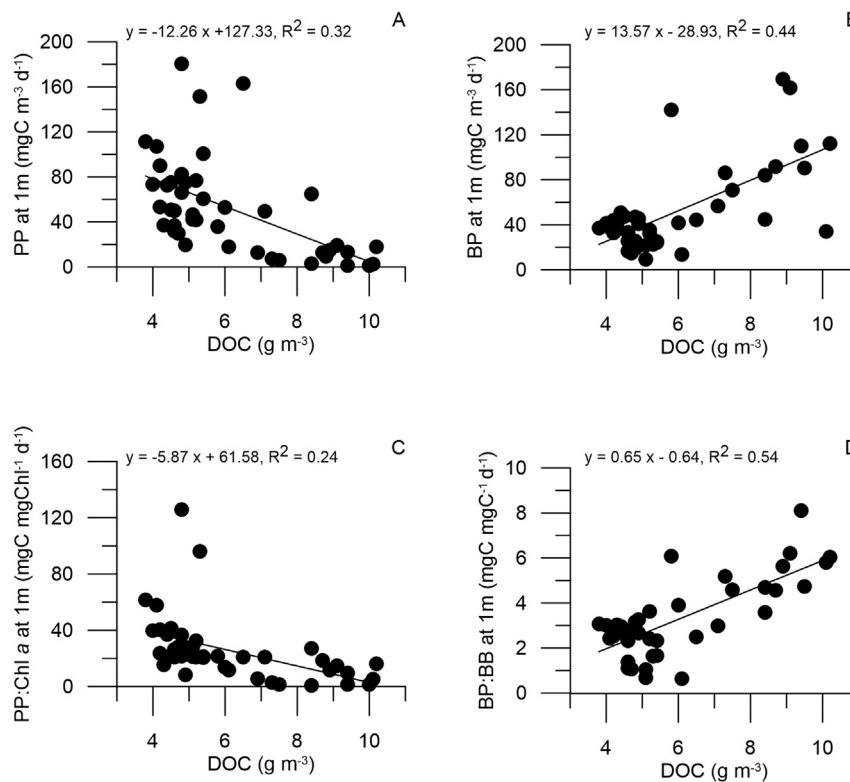 A
y = -12.26 x +127.33, R² = 0.32
200
160
120
80
40
0
PP at 1m (mgC m⁻³ d⁻¹)
4 6 8 10
DOC (g m⁻³)
y = 13.57 x - 28.93, R² = 0.44
200
160
120
80
40
0
BP at 1m (mgC m⁻³ d⁻¹)
4 6 8 10
DOC (g m⁻³)
C
y = -5.87 x + 61.58, R² = 0.24
160
120
80
40
0
PP:Chl a at 1m (mgC mgChl⁻¹ d⁻¹)
4 6 8 10
DOC (g m⁻³)
y = 0.65 x - 0.64, R² = 0.54
10
8
6
4
2
0
BP:BB at 1m (mgC mgC⁻¹ d⁻¹)
4 6 8 10
DOC (g m⁻³)